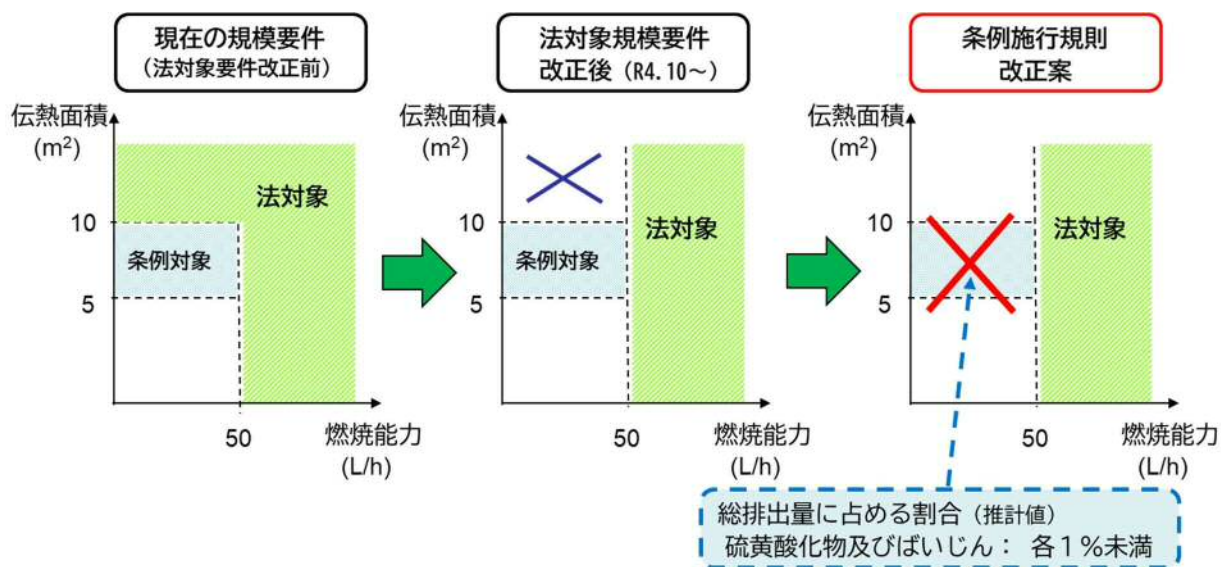 現在の規模要件
(法対象要件改正前)
伝熱面積
(m²)
法対象
10
条例対象
5
50
燃焼能力
(L/h)
法対象規模要件
改正後(R4.10～)
伝熱面積
(m²)
10
法対象
条例対象
5
50
燃焼能力
(L/h)
条例施行規則
改正案
伝熱面積
(m²)
10
法対象
5
50
燃焼能力
(L/h)
総排出量に占める割合(推計値)
硫黄酸化物及びばいじん： 各１％未満